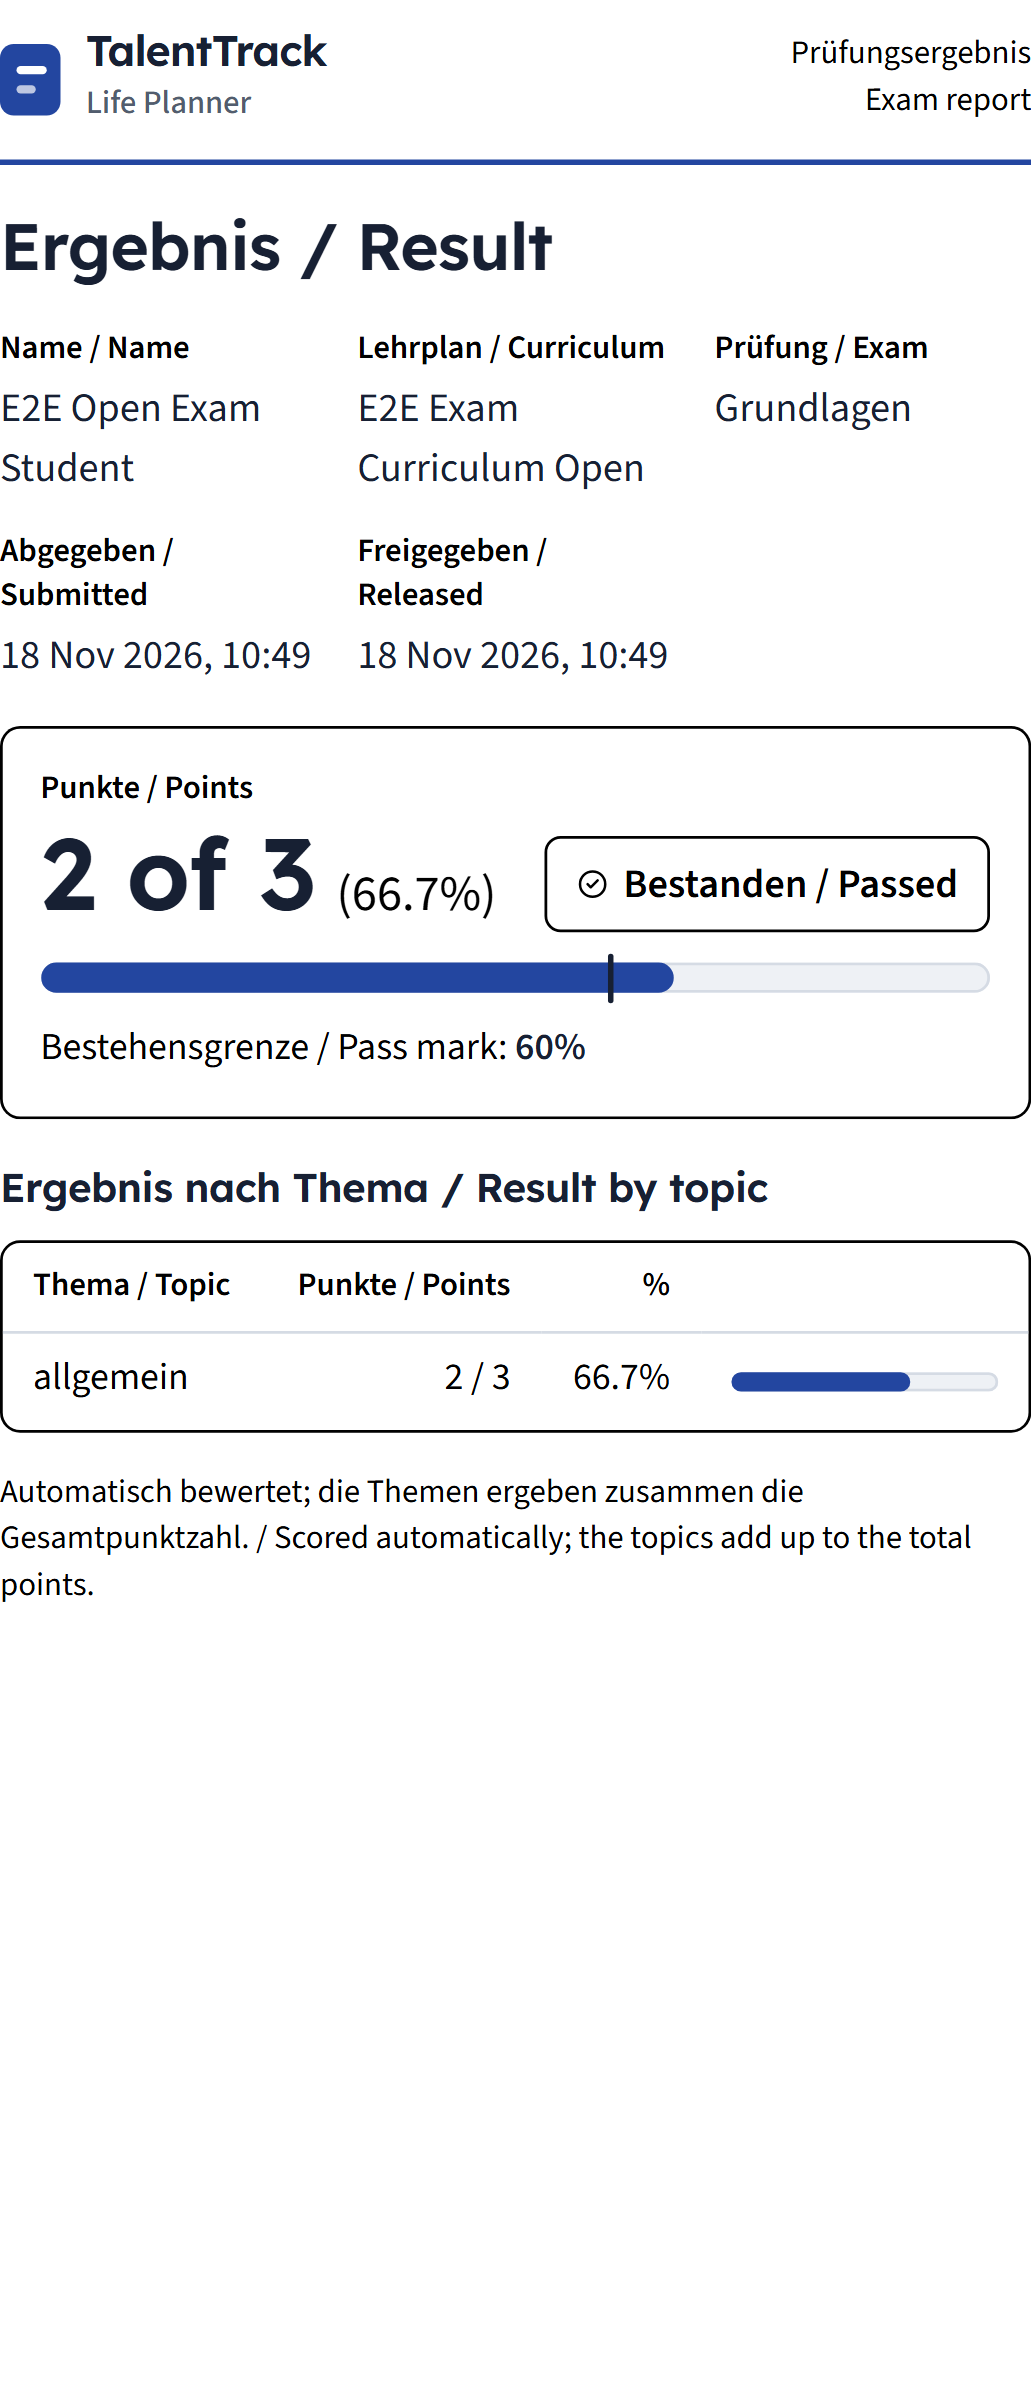 TalentTrack
Life Planner
Prüfungsergebnis
Exam report
Ergebnis / Result
Name / Name
E2E Open Exam
Student
Lehrplan / Curriculum
E2E Exam
Curriculum Open
Prüfung / Exam
Grundlagen
Abgegeben /
Submitted
18 Nov 2026, 10:49
Freigegeben /
Released
18 Nov 2026, 10:49
Punkte / Points
2 of 3 (66.7%)
Bestanden / Passed
Bestehensgrenze / Pass mark: 60%
Ergebnis nach Thema / Result by topic
Thema / Topic Punkte / Points %
allgemein 2 / 3 66.7%
Automatisch bewertet; die Themen ergeben zusammen die
Gesamtpunktzahl. / Scored automatically; the topics add up to the total
points.